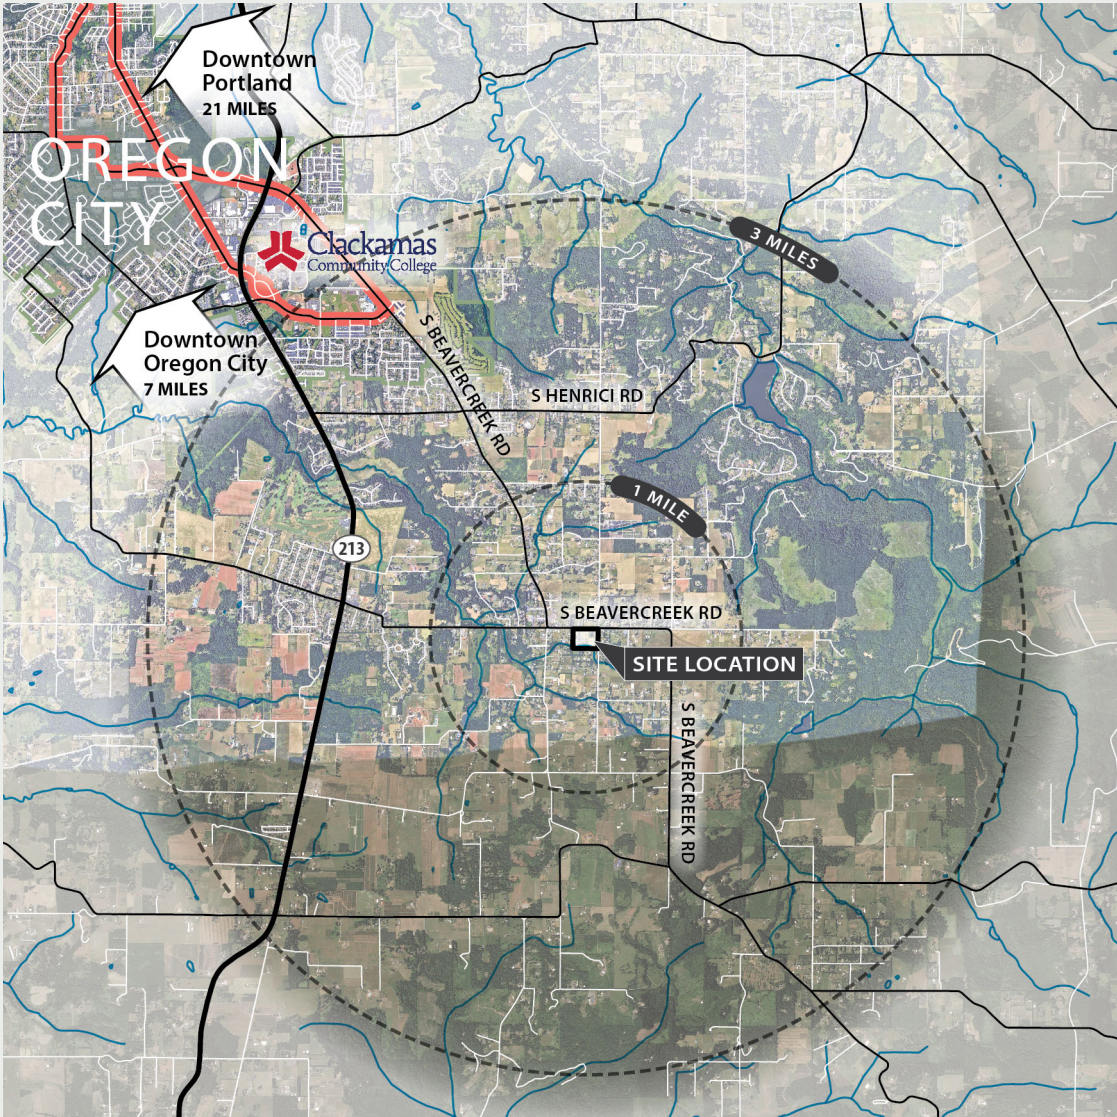 Downtown
Portland
21 MILES
OREGON
CITY
Clackamas
Community College
3 MILES
Downtown
Oregon City
7 MILES
S BEAVERCREEK RD
S HENRICI RD
1 MILE
213
S BEAVERCREEK RD
SITE LOCATION
S BEAVERCREEK RD